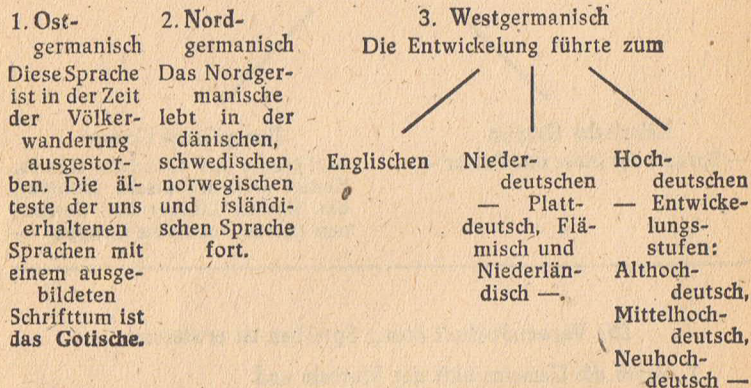 1. Ost-
germanisch
Diese Sprache
ist in der Zeit
der Völker-
wanderung
ausgestor-
ben. Die äl-
teste der uns
erhaltenen
Sprachen mit
einem ausge-
bildeten
Schrifttum ist
das Gotische.
2. Nord-
germanisch
Das Nordger-
manische
lebt in der
dänischen,
schwedischen,
norwegischen
und isländi-
schen Sprache
fort.
3. Westgermanisch
Die Entwickelung führte zum
Englischen
Nieder-
deutschen
— Platt-
deutsch, Flä-
misch und
Niederlän-
disch —,
Hoch-
deutschen
— Entwicke-
lungs-
stufen:
Althoch-
deutsch,
Mittelhoch-
deutsch,
Neuhoch-
deutsch —